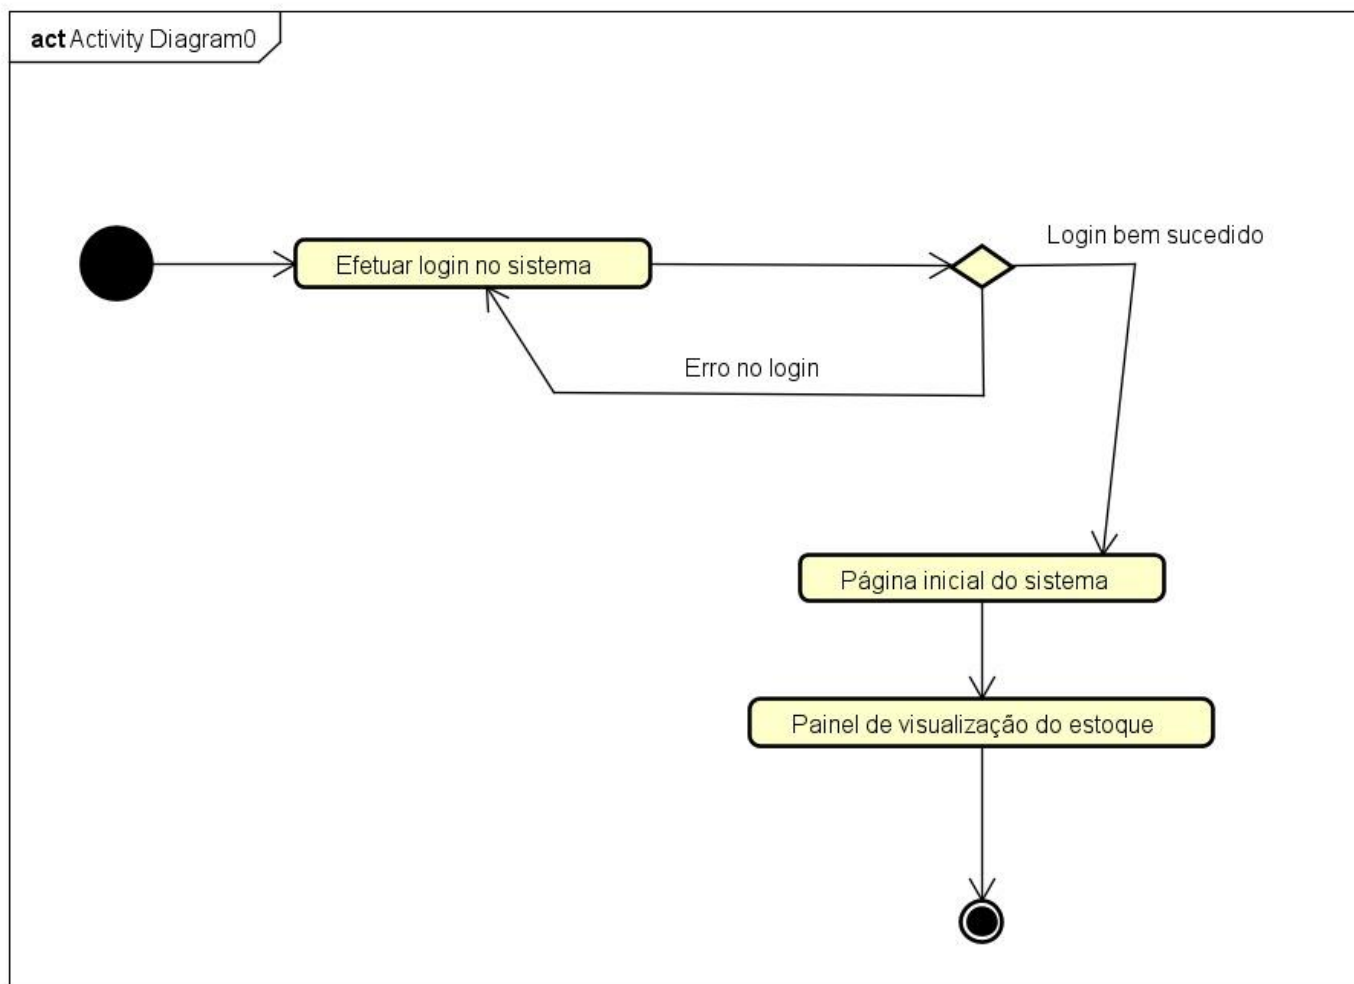 act Activity Diagram0
Login bem sucedido
Efetuar login no sistema
Erro no login
Página inicial do sistema
Painel de visualização do estoque